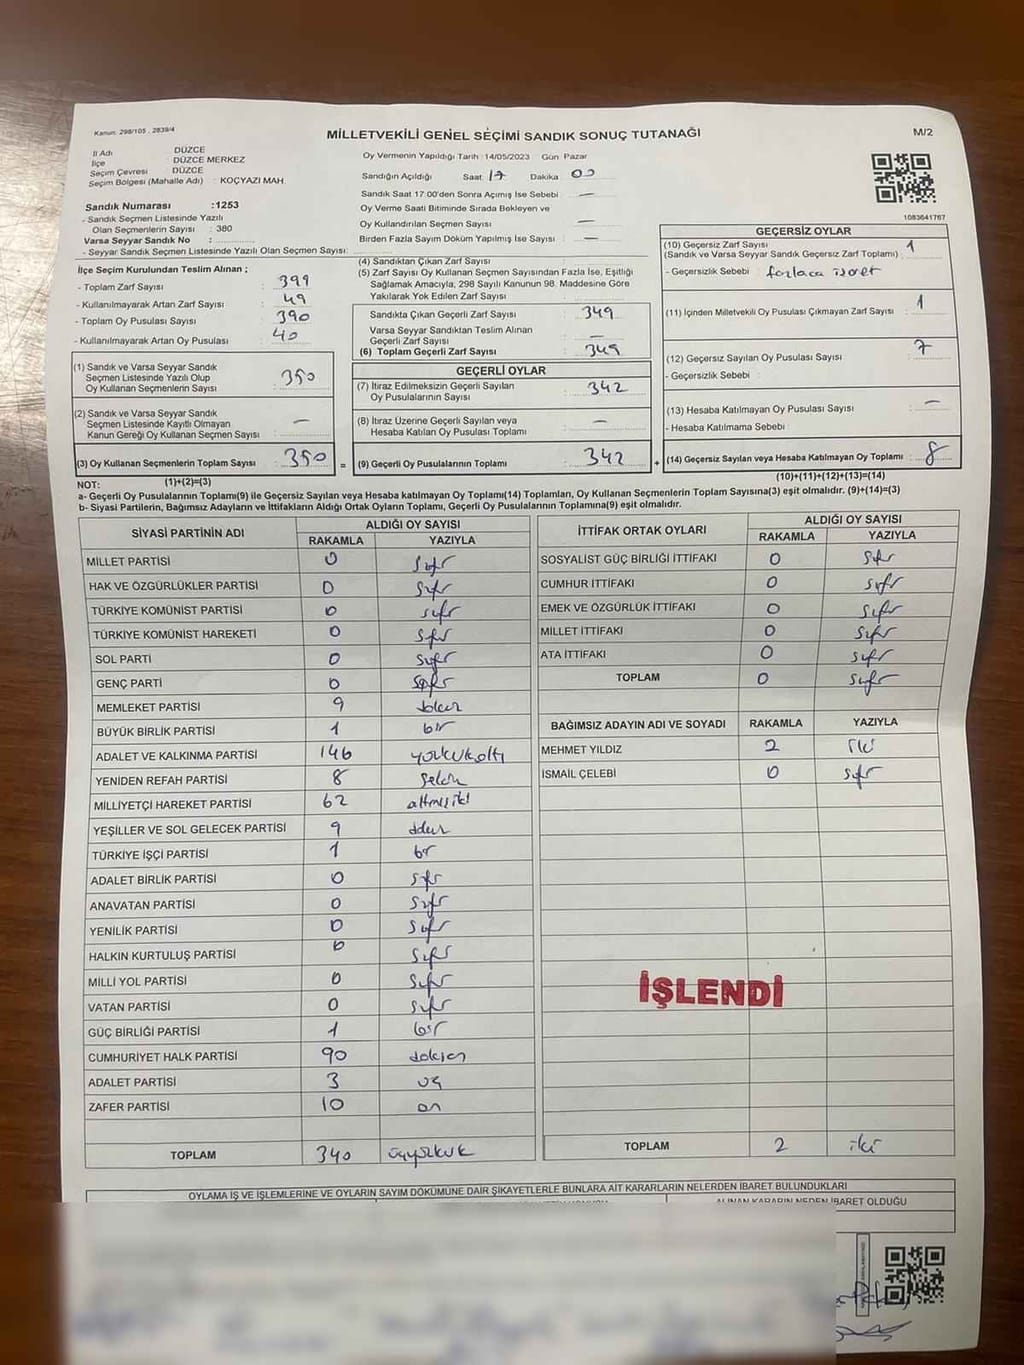 Kanun: 298/105 , 2839/4
MİLLETVEKİLİ GENEL SEÇİMİ SANDIK SONUÇ TUTANAĞI
M/2
İl Adı : DÜZCE
İlçe : DÜZCE MERKEZ
Seçim Çevresi : DÜZCE
Seçim Bölgesi (Mahalle Adı) : KOÇYAZI MAH.
Sandık Numarası :1253
- Sandık Seçmen Listesinde Yazılı
Olan Seçmenlerin Sayısı : 380
Varsa Seyyar Sandık No :
- Seyyar Sandık Seçmen Listesinde Yazılı Olan Seçmen Sayısı:
Oy Vermenin Yapıldığı Tarih :14/05/2023 Gün Pazar
Sandığın Açıldığı Saat 17 Dakika 00
Sandık Saat 17:00'den Sonra Açımış İse Sebebi : —
Oy Verme Saati Bitiminde Sırada Bekleyen ve
Oy Kullandırılan Seçmen Sayısı : —
Birden Fazla Sayım Döküm Yapılmış İse Sayısı : —
1083641767
İlçe Seçim Kurulundan Teslim Alınan ;
- Toplam Zarf Sayısı : 399
- Kullanılmayarak Artan Zarf Sayısı : 49
- Toplam Oy Pusulası Sayısı : 390
- Kullanılmayarak Artan Oy Pusulası : 40
(1) Sandık ve Varsa Seyyar Sandık
Seçmen Listesinde Yazılı Olup
Oy Kullanan Seçmenlerin Sayısı : 350
(2) Sandık ve Varsa Seyyar Sandık
Seçmen Listesinde Kayıtlı Olmayan
Kanun Gereği Oy Kullanan Seçmen Sayısı : —
(3) Oy Kullanan Seçmenlerin Toplam Sayısı : 350
(1)+(2)=(3)
(4) Sandıktan Çıkan Zarf Sayısı :
(5) Zarf Sayısı Oy Kullanan Seçmen Sayısından Fazla İse, Eşitliği
Sağlamak Amacıyla, 298 Sayılı Kanunun 98. Maddesine Göre
Yakılarak Yok Edilen Zarf Sayısı :
Sandıkta Çıkan Geçerli Zarf Sayısı : 349
Varsa Seyyar Sandıktan Teslim Alınan
Geçerli Zarf Sayısı : —
(6) Toplam Geçerli Zarf Sayısı : 349
GEÇERLİ OYLAR
(7) İtiraz Edilmeksizin Geçerli Sayılan
Oy Pusulalarının Sayısı : 342
(8) İtiraz Üzerine Geçerli Sayılan veya
Hesaba Katılan Oy Pusulası Toplamı : —
= (9) Geçerli Oy Pusulalarının Toplamı : 342
GEÇERSİZ OYLAR
(10) Geçersiz Zarf Sayısı
(Sandık ve Varsa Seyyar Sandık Geçersiz Zarf Toplamı) : 1
- Geçersizlik Sebebi : fazlaca işaret
(11) İçinden Milletvekili Oy Pusulası Çıkmayan Zarf Sayısı : 1
(12) Geçersiz Sayılan Oy Pusulası Sayısı : 7
- Geçersizlik Sebebi :
(13) Hesaba Katılmayan Oy Pusulası Sayısı : —
- Hesaba Katılmama Sebebi :
+ (14) Geçersiz Sayılan veya Hesaba Katılmayan Oy Toplamı : 8
(10)+(11)+(12)+(13)=(14)
NOT:
a- Geçerli Oy Pusulalarının Toplamı(9) ile Geçersiz Sayılan veya Hesaba katılmayan Oy Toplamı(14) Toplamları, Oy Kullanan Seçmenlerin Toplam Sayısına(3) eşit olmalıdır. (9)+(14)=(3)
b- Siyasi Partilerin, Bağımsız Adayların ve İttifakların Aldığı Ortak Oyların Toplamı, Geçerli Oy Pusulalarının Toplamına(9) eşit olmalıdır.
SİYASİ PARTİNİN ADI ALDIĞI OY SAYISI
RAKAMLA YAZIYLA
MİLLET PARTİSİ 0 sıfır
HAK VE ÖZGÜRLÜKLER PARTİSİ 0 sıfır
TÜRKİYE KOMÜNİST PARTİSİ 0 sıfır
TÜRKİYE KOMÜNİST HAREKETİ 0 sıfır
SOL PARTİ 0 sıfır
GENÇ PARTİ 0 sıfır
MEMLEKET PARTİSİ 9 dokuz
BÜYÜK BİRLİK PARTİSİ 1 bir
ADALET VE KALKINMA PARTİSİ 146 yüzkırkaltı
YENİDEN REFAH PARTİSİ 8 sekiz
MİLLİYETÇİ HAREKET PARTİSİ 62 altmışiki
YEŞİLLER VE SOL GELECEK PARTİSİ 9 dokuz
TÜRKİYE İŞÇİ PARTİSİ 1 bir
ADALET BİRLİK PARTİSİ 0 sıfır
ANAVATAN PARTİSİ 0 sıfır
YENİLİK PARTİSİ 0 sıfır
HALKIN KURTULUŞ PARTİSİ 0 sıfır
MİLLİ YOL PARTİSİ 0 sıfır
VATAN PARTİSİ 0 sıfır
GÜÇ BİRLİĞİ PARTİSİ 1 bir
CUMHURİYET HALK PARTİSİ 90 doksan
ADALET PARTİSİ 3 üç
ZAFER PARTİSİ 10 on
TOPLAM 340 üçyüzkırk
İTTİFAK ORTAK OYLARI ALDIĞI OY SAYISI
RAKAMLA YAZIYLA
SOSYALİST GÜÇ BİRLİĞİ İTTİFAKI 0 sıfır
CUMHUR İTTİFAKI 0 sıfır
EMEK VE ÖZGÜRLÜK İTTİFAKI 0 sıfır
MİLLET İTTİFAKI 0 sıfır
ATA İTTİFAKI 0 sıfır
TOPLAM 0 sıfır
BAĞIMSIZ ADAYIN ADI VE SOYADI RAKAMLA YAZIYLA
MEHMET YILDIZ 2 iki
İSMAİL ÇELEBİ 0 sıfır
İŞLENDİ
TOPLAM 2 iki
OYLAMA İŞ VE İŞLEMLERİNE VE OYLARIN SAYIM DÖKÜMÜNE DAİR ŞİKAYETLERLE BUNLARA AİT KARARLARIN NELERDEN İBARET BULUNDUKLARI
ALINAN KARARIN NEDEN İBARET OLDUĞU